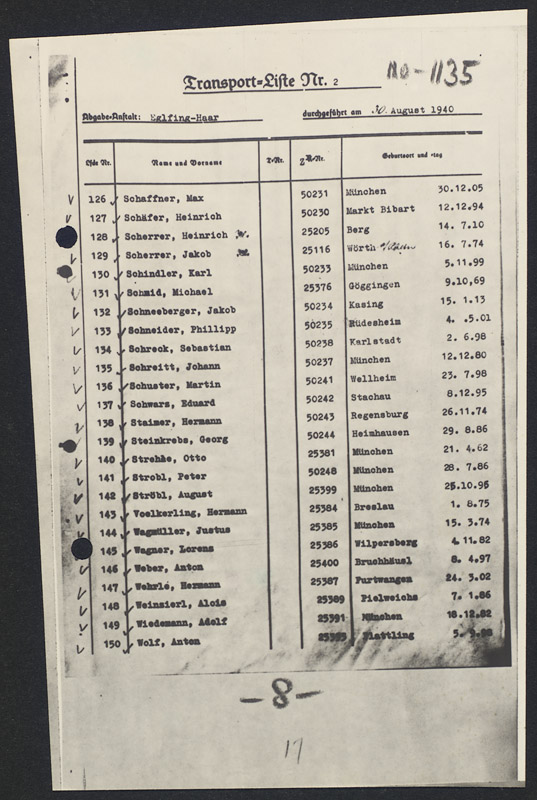 No-1135
Transport-Liste Nr. 2
Abgabe-Anstalt: Eglfing-Haar durchgeführt am 30. August 1940
Lfde Nr. Name und Vorname T-Nr. Z-Nr. Geburtsort und -tag
126 Schaffner, Max 50231 München 30.12.05
127 Schäfer, Heinrich 50230 Markt Bibart 12.12.94
128 Scherrer, Heinrich 25205 Berg 14. 7.10
129 Scherrer, Jakob 25116 Wörth 16. 7.74
130 Schindler, Karl 50233 München 5.11.99
131 Schmid, Michael 25376 Göggingen 9.10,69
132 Schneeberger, Jakob 50234 Kasing 15. 1.13
133 Schneider, Phillipp 50235 Rüdesheim 4. .5.01
134 Schreck, Sebastian 50238 Karlstadt 2. 6.98
135 Schreitt, Johann 50237 München 12.12.80
136 Schuster, Martin 50241 Wellheim 23. 7.98
137 Schwarz, Eduard 50242 Stachau 8.12.95
138 Staimer, Hermann 50243 Regensburg 26.11.74
139 Steinkrebs, Georg 50244 Heimhausen 29. 8.86
140 Strehle, Otto 25381 München 21. 4.62
141 Strobl, Peter 50248 München 28. 7.86
142 Ströbl, August 25399 München 25.10.96
143 Voelkerling, Hermann 25384 Breslau 1. 8.75
144 Wagmüller, Justus 25385 München 15. 3.74
145 Wagner, Lorenz 25386 Wilpersberg 4.11.82
146 Weber, Anton 25400 Bruchhäusl 8. 4.97
147 Wehrle, Hermann 25387 Furtwangen 24. 3.02
148 Weinzierl, Alois 25389 Pielweichs 7. 1.86
149 Wiedemann, Adolf 25391 München 18.12.82
150 Wolf, Anton Plattling
-8-
17